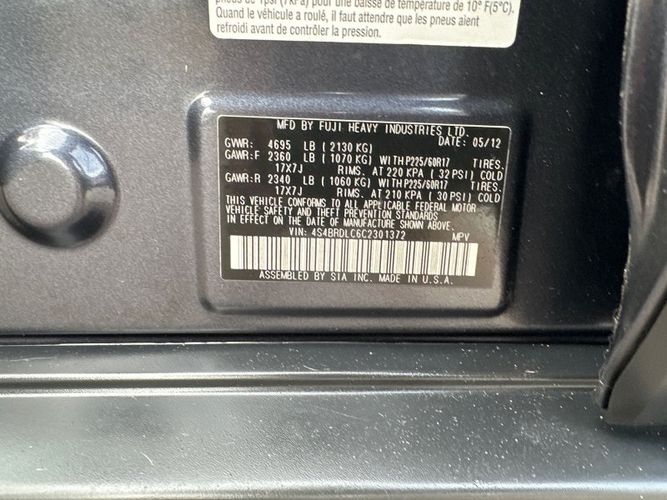 (7kPa) pour une baisse de température de 10° F(5°C).
Quand le véhicule a roulé, il faut attendre que les pneus aient
refroidi avant de contrôler la pression.
MFD BY FUJI HEAVY INDUSTRIES LTD.
DATE: 05/12
GVWR: 4695 LB ( 2130 KG)
GAWR:F 2360 LB ( 1070 KG) WITH P225/60R17 TIRES.
17X7J RIMS. AT 220 KPA ( 32 PSI) COLD
GAWR:R 2340 LB ( 1060 KG) WITH P225/60R17 TIRES.
17X7J RIMS. AT 210 KPA ( 30 PSI) COLD
THIS VEHICLE CONFORMS TO ALL APPLICABLE FEDERAL MOTOR
VEHICLE SAFETY AND THEFT PREVENTION STANDARDS
IN EFFECT ON THE DATE OF MANUFACTURE SHOWN ABOVE.
VIN: 4S4BRDLC6C2301372 MPV
ASSEMBLED BY SIA INC. MADE IN U.S.A.